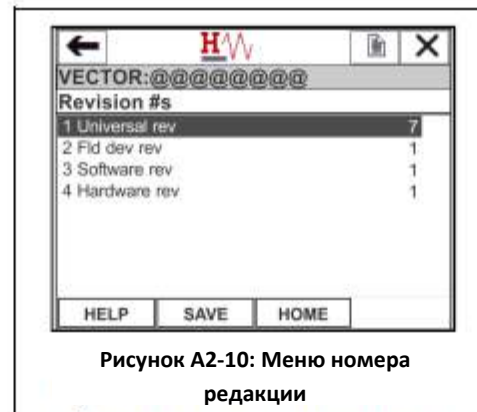 H
VECTOR:@@@@@@@@
Revision #s
1 Universal rev 7
2 Fld dev rev 1
3 Software rev 1
4 Hardware rev 1
HELP SAVE HOME
Рисунок А2-10: Меню номера
редакции